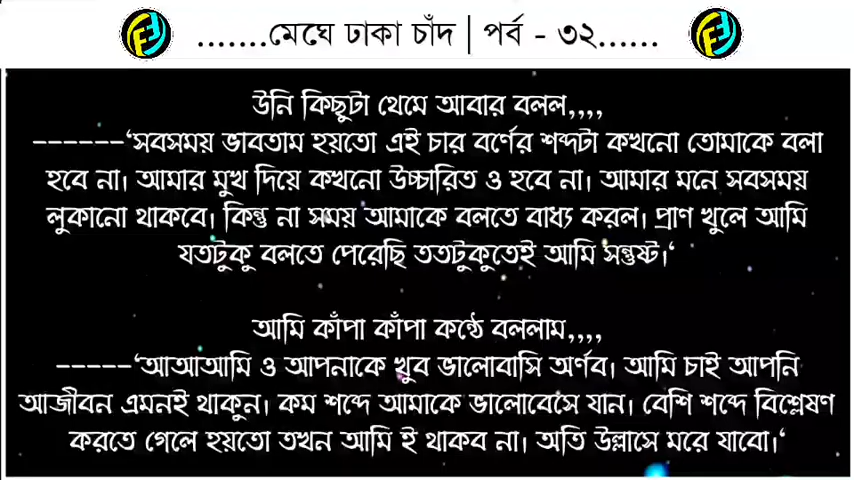 .......মেঘে ঢাকা চাঁদ | পর্ব - ৩২......
উনি কিছুটা থেমে আবার বলল,,,,
------‘সবসময় ভাবতাম হয়তো এই চার বর্ণের শব্দটা কখনো তোমাকে বলা
হবে না। আমার মুখ দিয়ে কখনো উচ্চারিত ও হবে না। আমার মনে সবসময়
লুকানো থাকবে। কিন্তু না সময় আমাকে বলতে বাধ্য করল। প্রাণ খুলে আমি
যতটুকু বলতে পেরেছি ততটুকুতেই আমি সন্তুষ্ট।‘
আমি কাঁপা কাঁপা কন্ঠে বললাম,,,,
-----‘আআআমি ও আপনাকে খুব ভালোবাসি অর্ণব। আমি চাই আপনি
আজীবন এমনই থাকুন। কম শব্দে আমাকে ভালোবেসে যান। বেশি শব্দে বিশ্লেষণ
করতে গেলে হয়তো তখন আমি ই থাকব না। অতি উল্লাসে মরে যাবো।‘